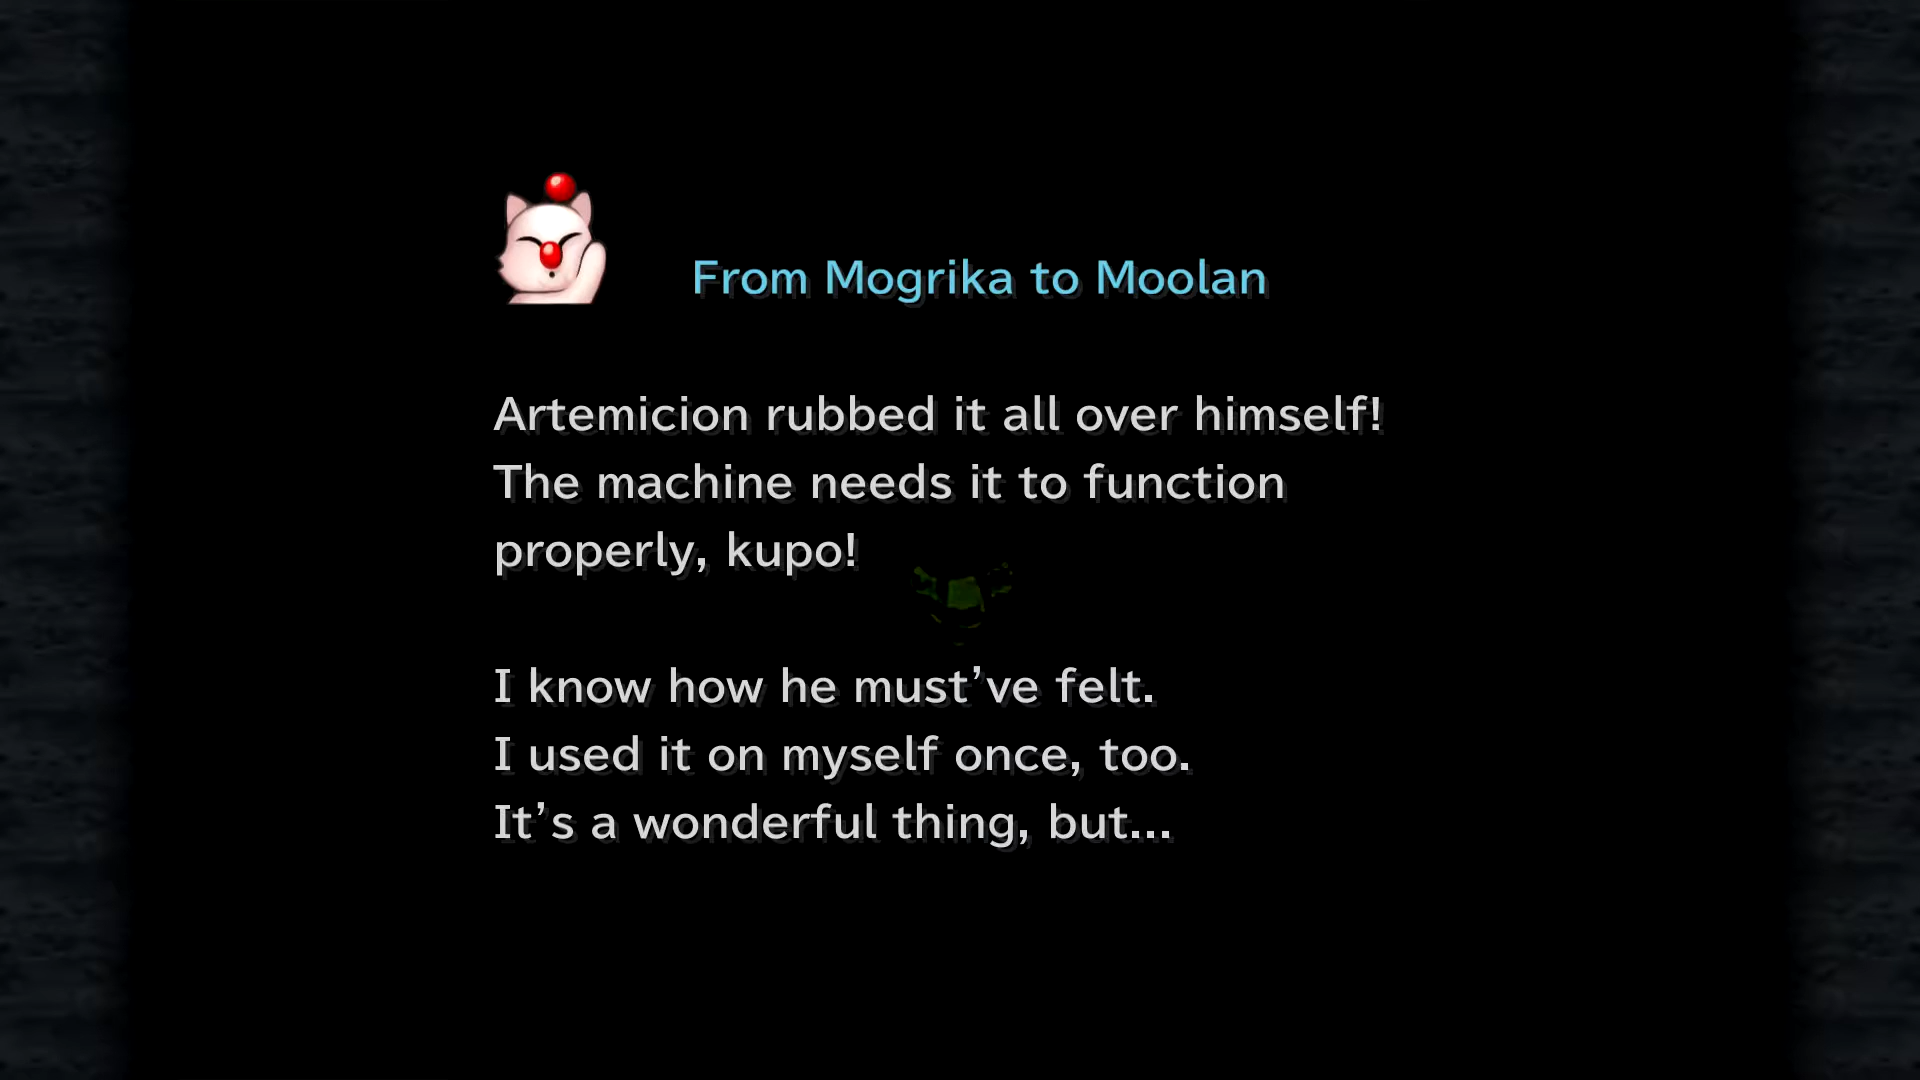 From Mogrika to Moolan
Artemicion rubbed it all over himself!
The machine needs it to function
properly, kupo!
I know how he must've felt.
I used it on myself once, too.
It's a wonderful thing, but...